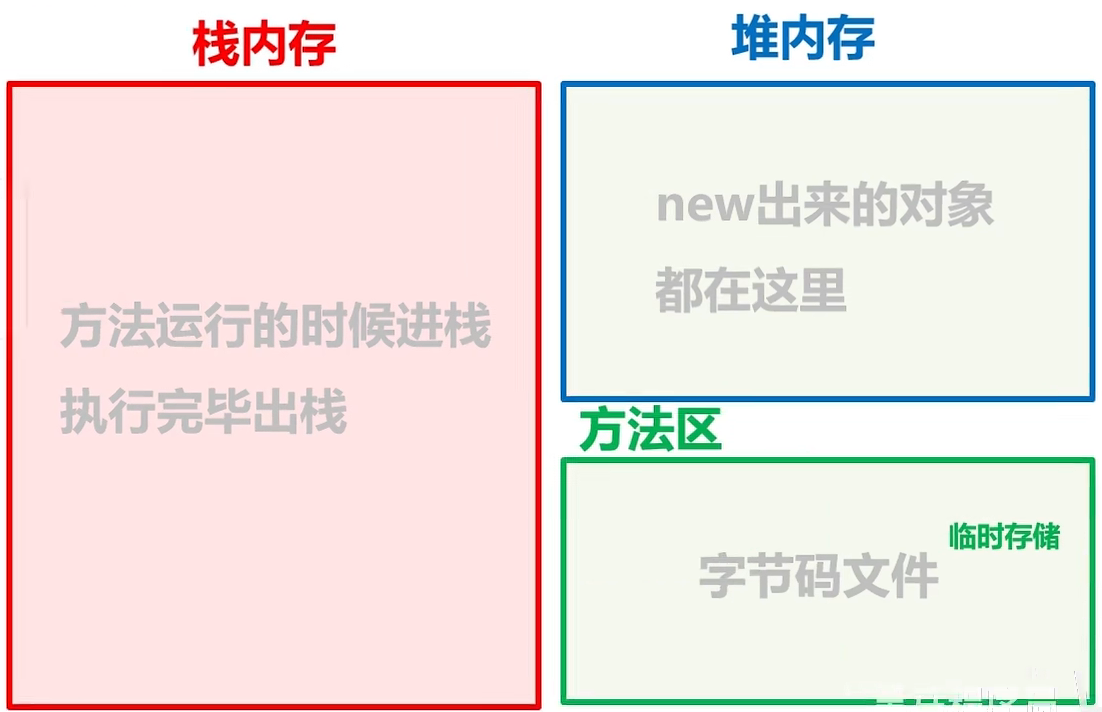 栈内存
方法运行的时候进栈
执行完毕出栈
堆内存
new出来的对象
都在这里
方法区
临时存储
字节码文件